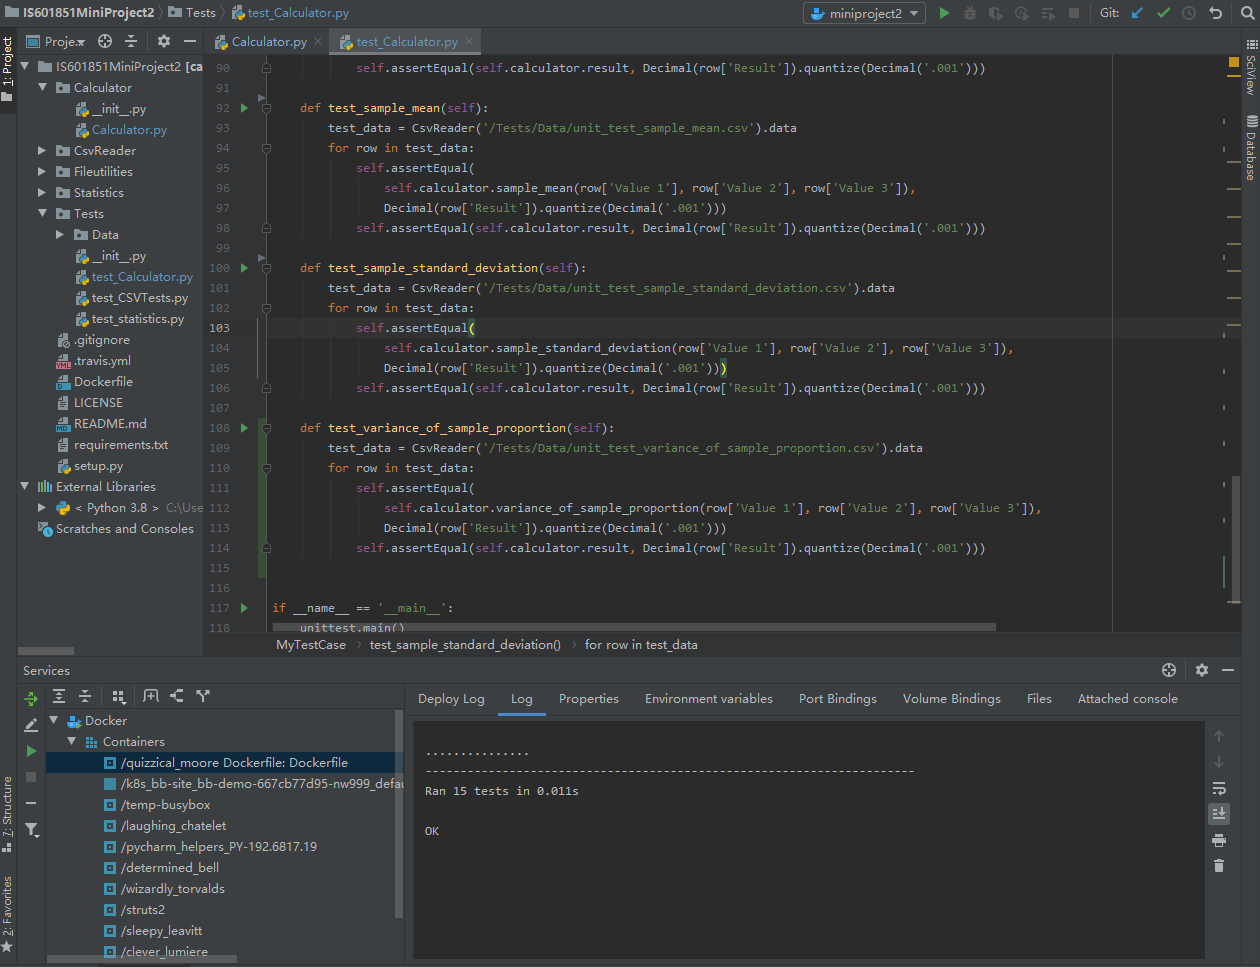 IS601851MiniProject2 Tests test_Calculator.py miniproject2 Git:
Proje... Calculator.py test_Calculator.py
1: Project
IS601851MiniProject2 [ca
Calculator
__init__.py
Calculator.py
CsvReader
Fileutilities
Statistics
Tests
Data
__init__.py
test_Calculator.py
test_CSVTests.py
test_statistics.py
.gitignore
.travis.yml
Dockerfile
LICENSE
README.md
requirements.txt
setup.py
External Libraries
< Python 3.8 > C:\Use
Scratches and Consoles
90 self.assertEqual(self.calculator.result, Decimal(row['Result']).quantize(Decimal('.001')))
91
92 def test_sample_mean(self):
93 test_data = CsvReader('/Tests/Data/unit_test_sample_mean.csv').data
94 for row in test_data:
95 self.assertEqual(
96 self.calculator.sample_mean(row['Value 1'], row['Value 2'], row['Value 3']),
97 Decimal(row['Result']).quantize(Decimal('.001')))
98 self.assertEqual(self.calculator.result, Decimal(row['Result']).quantize(Decimal('.001')))
99
100 def test_sample_standard_deviation(self):
101 test_data = CsvReader('/Tests/Data/unit_test_sample_standard_deviation.csv').data
102 for row in test_data:
103 self.assertEqual(
104 self.calculator.sample_standard_deviation(row['Value 1'], row['Value 2'], row['Value 3']),
105 Decimal(row['Result']).quantize(Decimal('.001')))
106 self.assertEqual(self.calculator.result, Decimal(row['Result']).quantize(Decimal('.001')))
107
108 def test_variance_of_sample_proportion(self):
109 test_data = CsvReader('/Tests/Data/unit_test_variance_of_sample_proportion.csv').data
110 for row in test_data:
111 self.assertEqual(
112 self.calculator.variance_of_sample_proportion(row['Value 1'], row['Value 2'], row['Value 3']),
113 Decimal(row['Result']).quantize(Decimal('.001')))
114 self.assertEqual(self.calculator.result, Decimal(row['Result']).quantize(Decimal('.001')))
115
116
117 if __name__ == '__main__':
118 unittest.main()
MyTestCase test_sample_standard_deviation() for row in test_data
SciView
Database
Services
Docker
Containers
/quizzical_moore Dockerfile: Dockerfile
/k8s_bb-site_bb-demo-667cb77d95-nw999_defau
/temp-busybox
/laughing_chatelet
/pycharm_helpers_PY-192.6817.19
/determined_bell
/wizardly_torvalds
/struts2
/sleepy_leavitt
/clever_lumiere
7: Structure
2: Favorites
Deploy Log Log Properties Environment variables Port Bindings Volume Bindings Files Attached console
...............
----------------------------------------------------------------------
Ran 15 tests in 0.011s
OK